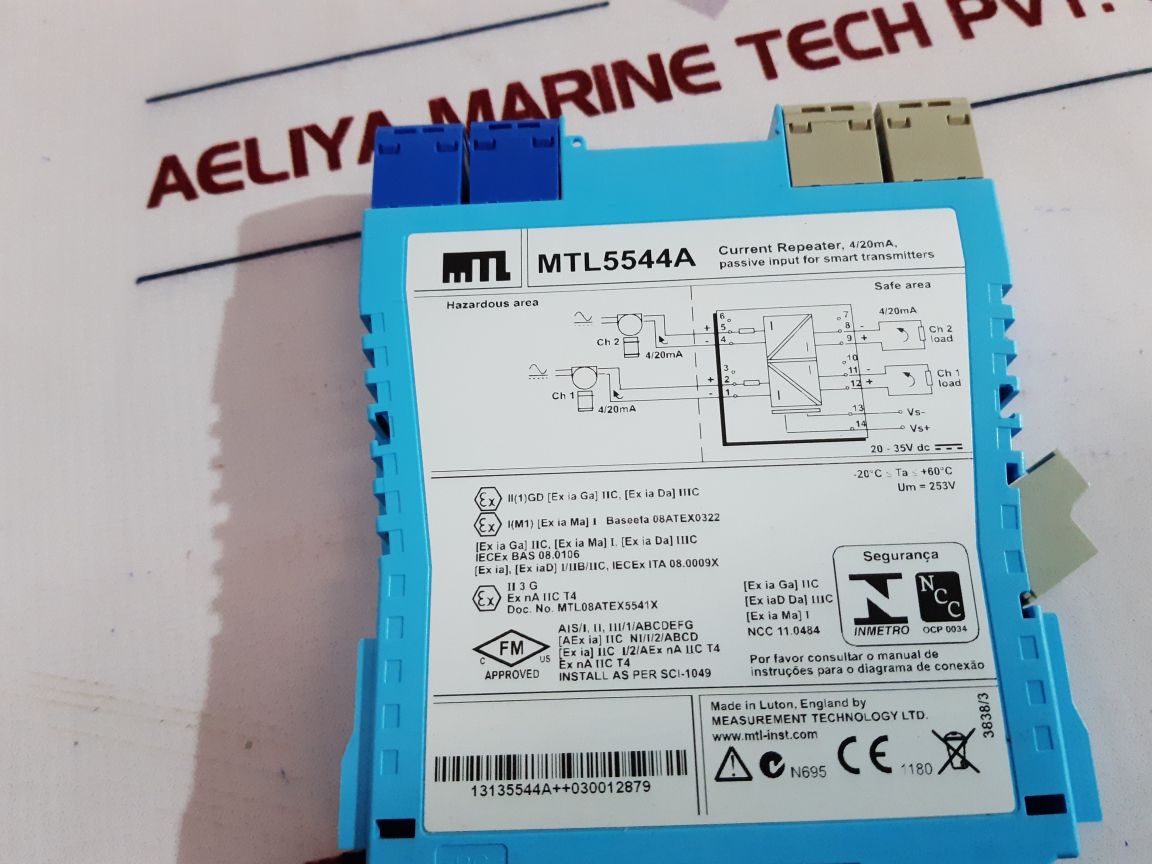 AELIYA MARINE TECH PVT.
MTL
MTL5544A
Current Repeater, 4/20mA,
passive input for smart transmitters
Hazardous area
Safe area
Ch 2
4/20mA
Ch 1
4/20mA
+
-
+
-
6
5
4
3
2
1
I
I
I
I
7
8
9
10
11
12
13
14
-
+
-
+
4/20mA
Ch 2
load
Ch 1
load
Vs-
Vs+
20 - 35V dc
-20°C ≤ Ta ≤ +60°C
Um = 253V
Ex II(1)GD [Ex ia Ga] IIC, [Ex ia Da] IIIC
Ex I(M1) [Ex ia Ma] I Baseefa 08ATEX0322
[Ex ia Ga] IIC, [Ex ia Ma] I. [Ex ia Da] IIIC
IECEx BAS 08.0106
[Ex ia], [Ex iaD] I/IIB/IIC, IECEx ITA 08.0009X
Ex
II 3 G
Ex nA IIC T4
Doc. No. MTL08ATEX5541X
FM
C US
APPROVED
AIS/I, II, III/1/ABCDEFG
[AEx ia] IIC NI/I/2/ABCD
[Ex ia] IIC I/2/AEx nA IIC T4
Ex nA IIC T4
INSTALL AS PER SCI-1049
[Ex ia Ga] IIC
[Ex iaD Da] IIIC
[Ex ia Ma] I
NCC 11.0484
Segurança
INMETRO
NCC
OCP 0034
Por favor consultar o manual de
instruções para o diagrama de conexão
13135544A++030012879
Made in Luton, England by
MEASUREMENT TECHNOLOGY LTD.
www.mtl-inst.com
N695
CE
1180
3838/3